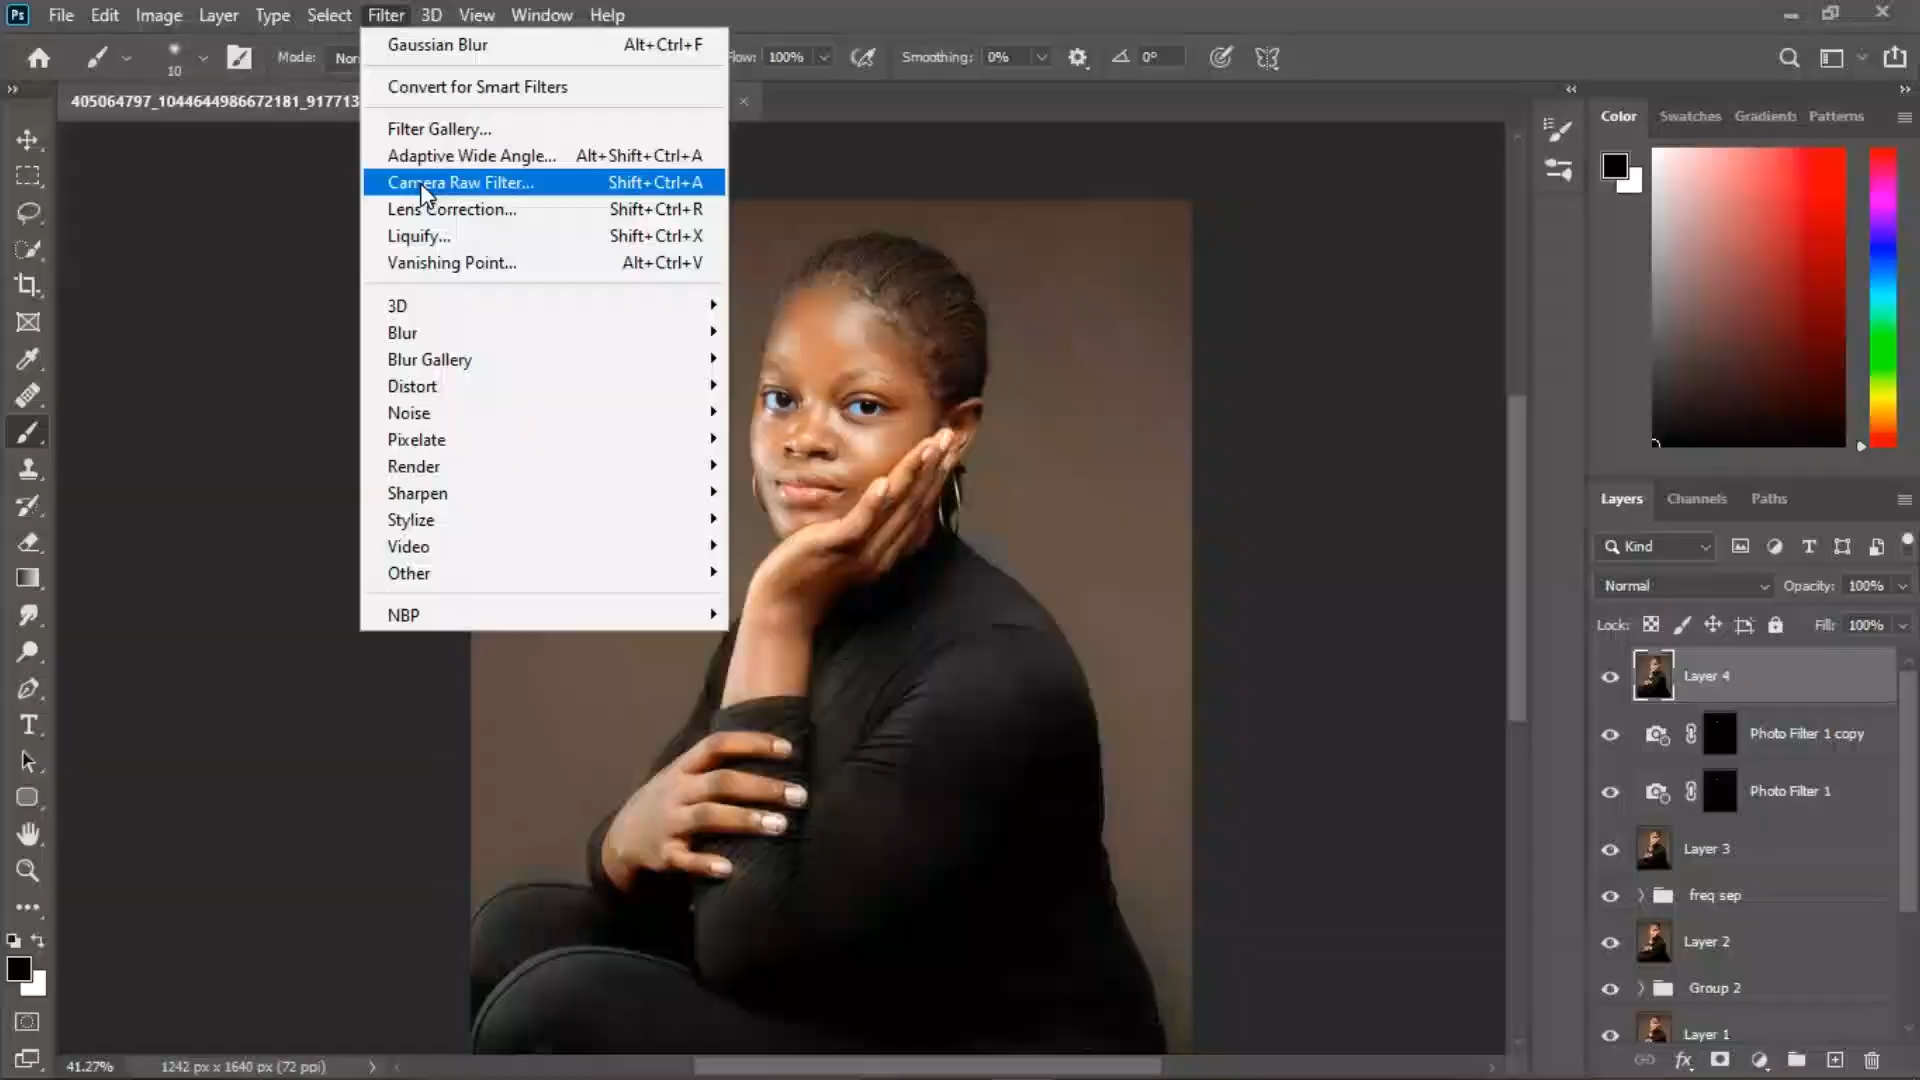 Ps File Edit Image Layer Type Select Filter 3D View Window Help
10 Mode: Nor Flow: 100% Smoothing: 0% 0°
405064797_1044644986672181_917713
Gaussian Blur Alt+Ctrl+F
Convert for Smart Filters
Filter Gallery...
Adaptive Wide Angle... Alt+Shift+Ctrl+A
Camera Raw Filter... Shift+Ctrl+A
Lens Correction... Shift+Ctrl+R
Liquify... Shift+Ctrl+X
Vanishing Point... Alt+Ctrl+V
3D
Blur
Blur Gallery
Distort
Noise
Pixelate
Render
Sharpen
Stylize
Video
Other
NBP
Color Swatches Gradients Patterns
Layers Channels Paths
Kind
Normal Opacity: 100%
Lock: Fill: 100%
Layer 4
Photo Filter 1 copy
Photo Filter 1
Layer 3
freq sep
Layer 2
Group 2
Layer 1
41.27% 1242 px x 1640 px (72 ppi)